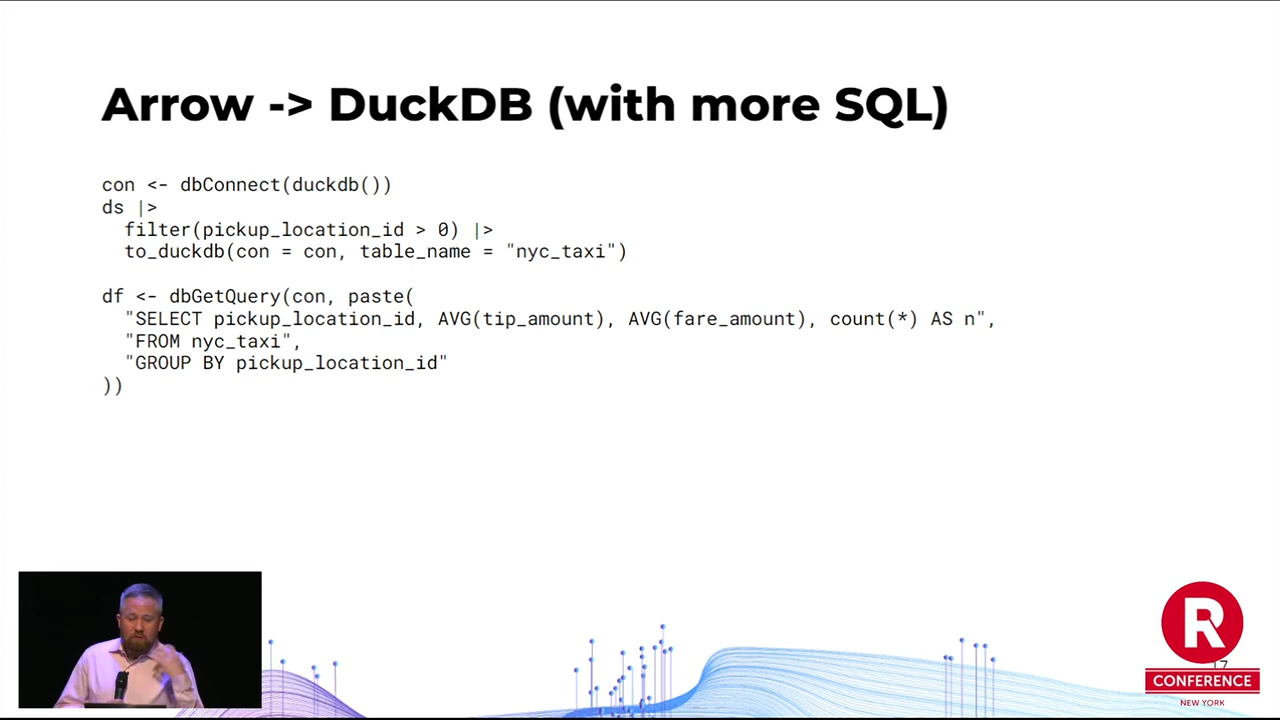 Arrow -> DuckDB (with more SQL)
con <- dbConnect(duckdb())
ds |>
  filter(pickup_location_id > 0) |>
  to_duckdb(con = con, table_name = "nyc_taxi")
df <- dbGetQuery(con, paste(
  "SELECT pickup_location_id, AVG(tip_amount), AVG(fare_amount), count(*) AS n",
  "FROM nyc_taxi",
  "GROUP BY pickup_location_id"
))
R
17
CONFERENCE
NEW YORK